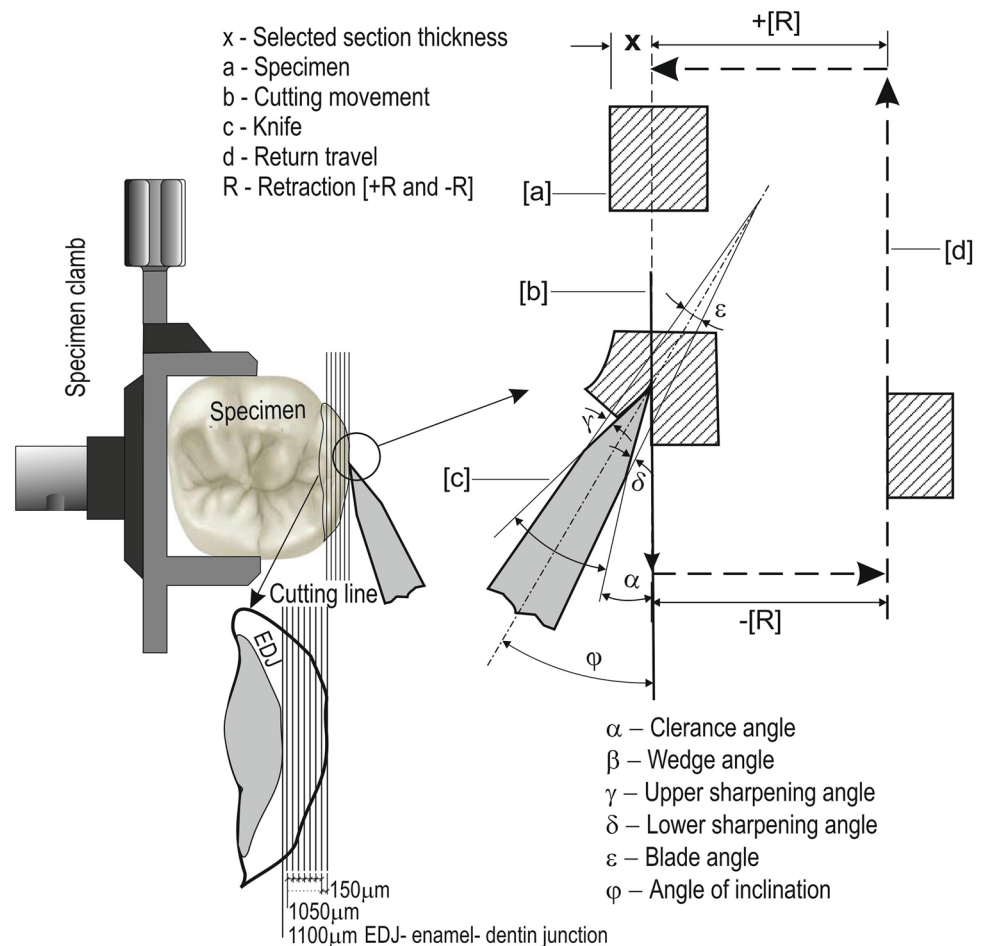 x - Selected section thickness
a - Specimen
b - Cutting movement
c - Knife
d - Return travel
R - Retraction [+R and -R]
x
+[R]
[a]
[d]
[b]
ε
Specimen clamb
Specimen
γ
[c]
δ
α
Cutting line
-[R]
EDJ
φ
α – Clerance angle
β – Wedge angle
γ – Upper sharpening angle
δ – Lower sharpening angle
ε – Blade angle
φ – Angle of inclination
150μm
1050μm
1100μm EDJ- enamel- dentin junction